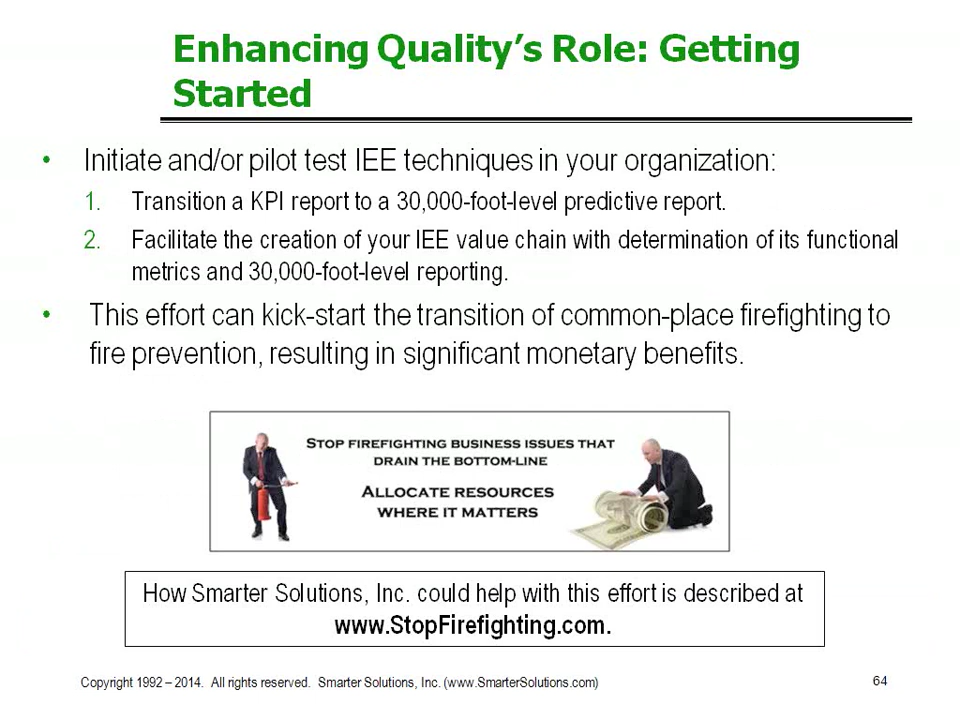 Enhancing Quality’s Role: Getting
Started
• Initiate and/or pilot test IEE techniques in your organization:
1. Transition a KPI report to a 30,000-foot-level predictive report.
2. Facilitate the creation of your IEE value chain with determination of its functional
metrics and 30,000-foot-level reporting.
• This effort can kick-start the transition of common-place firefighting to
fire prevention, resulting in significant monetary benefits.
STOP FIREFIGHTING BUSINESS ISSUES THAT
DRAIN THE BOTTOM-LINE
ALLOCATE RESOURCES
WHERE IT MATTERS
How Smarter Solutions, Inc. could help with this effort is described at
www.StopFirefighting.com.
Copyright 1992 – 2014. All rights reserved. Smarter Solutions, Inc. (www.SmarterSolutions.com)
64